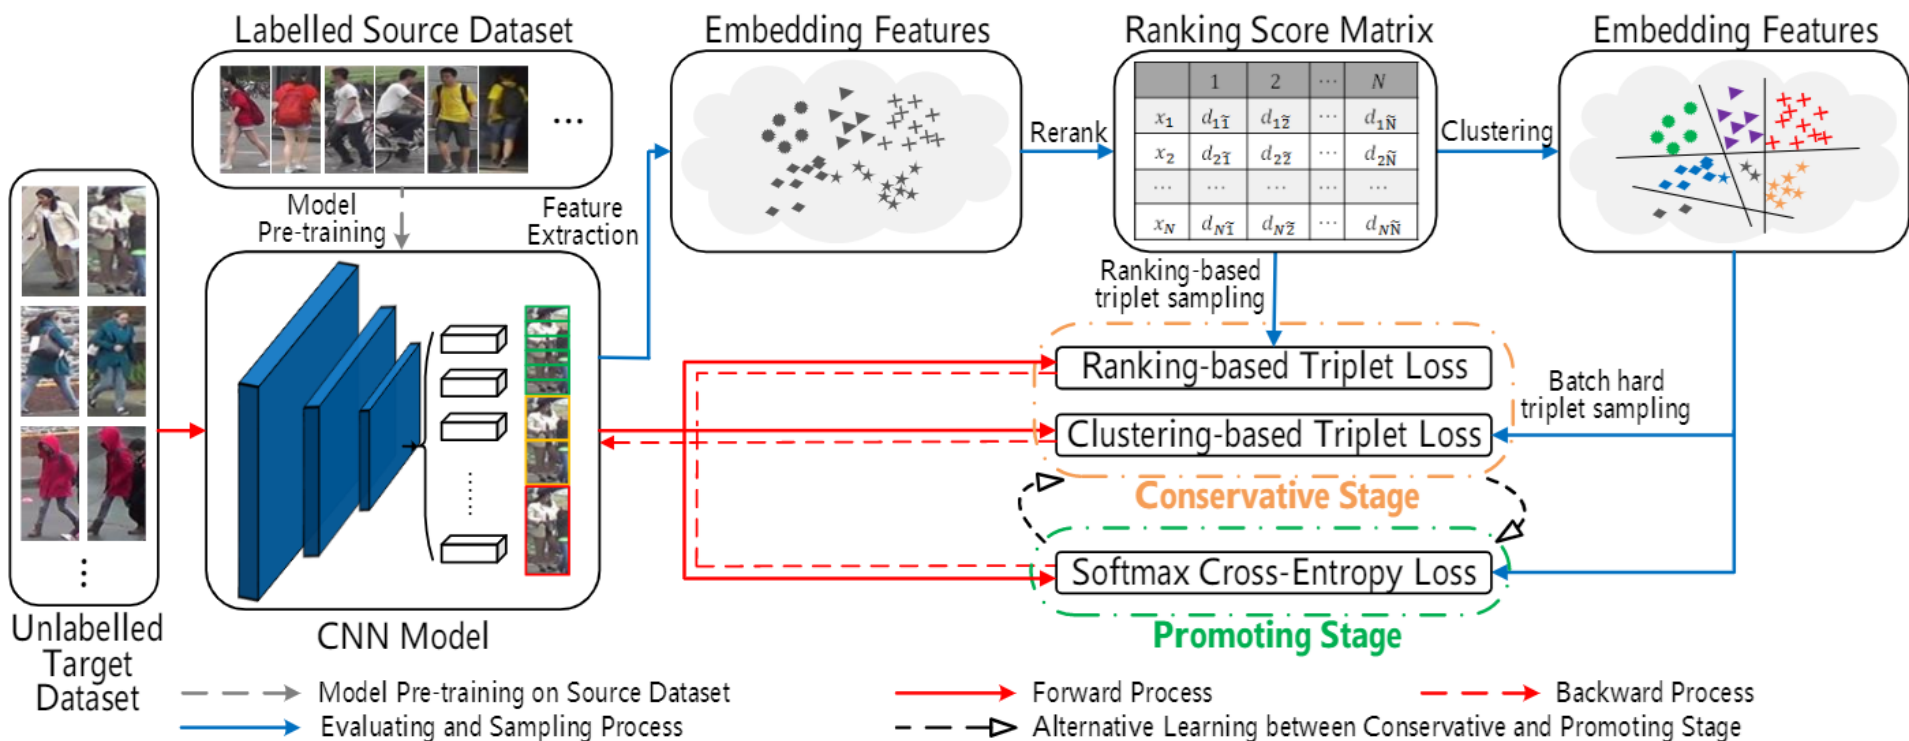 Labelled Source Dataset
Embedding Features
Ranking Score Matrix
Embedding Features
...
Model
Pre-training
Feature
Extraction
1 2 ... N
x1 d11̃ d12̃ ... d1Ñ
x2 d21̃ d22̃ ... d2Ñ
... ... ... ...
xN dN1̃ dN2̃ ... dNÑ
Rerank
Clustering
Ranking-based
triplet sampling
Ranking-based Triplet Loss
Clustering-based Triplet Loss
Batch hard
triplet sampling
Conservative Stage
Softmax Cross-Entropy Loss
Promoting Stage
Unlabelled
Target
Dataset
CNN Model
Model Pre-training on Source Dataset
Forward Process
Backward Process
Evaluating and Sampling Process
Alternative Learning between Conservative and Promoting Stage